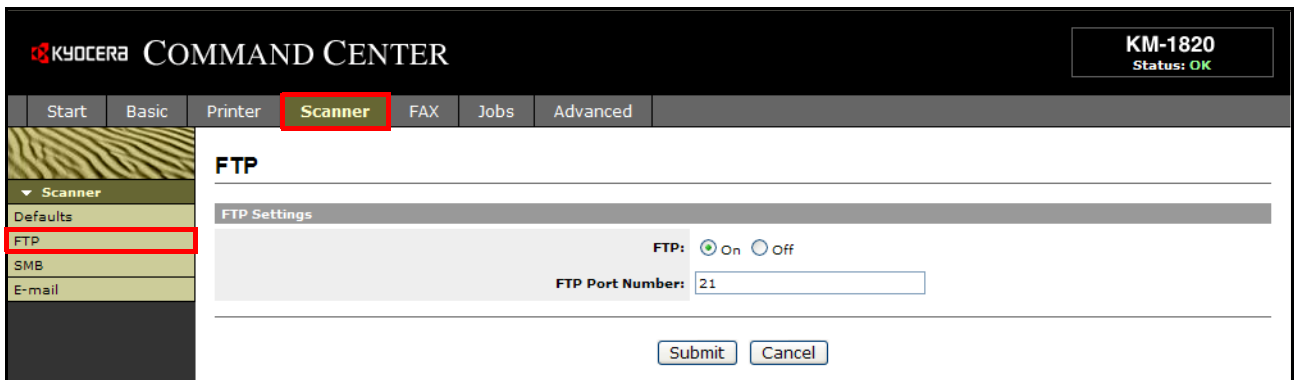 KYOCERA COMMAND CENTER
KM-1820
Status: OK
Start Basic Printer Scanner FAX Jobs Advanced
Scanner
Defaults
FTP
SMB
E-mail
FTP
FTP Settings
FTP: On Off
FTP Port Number: 21
Submit Cancel